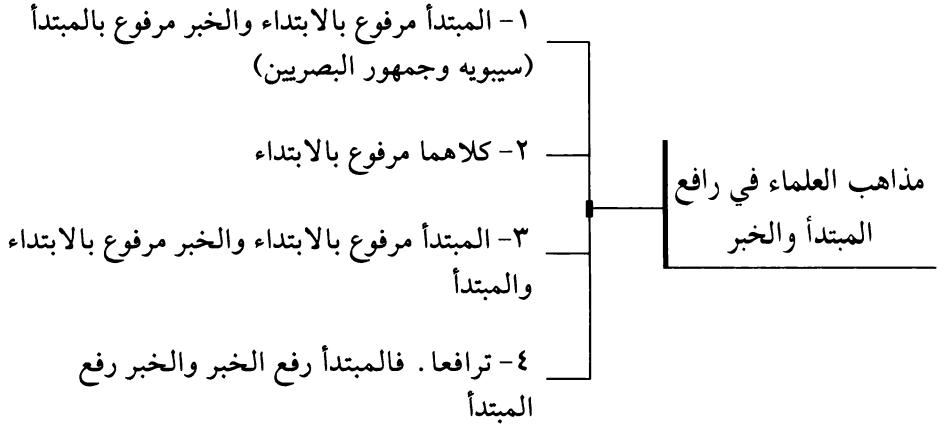 مذاهب العلماء في رافع
المبتدأ والخبر
١- المبتدأ مرفوع بالابتداء والخبر مرفوع بالمبتدأ
(سيبويه وجمهور البصريين)
٢- كلاهما مرفوع بالابتداء
٣- المبتدأ مرفوع بالابتداء والخبر مرفوع بالابتداء
والمبتدأ
٤- ترافعا. فالمبتدأ رفع الخبر والخبر رفع
المبتدأ